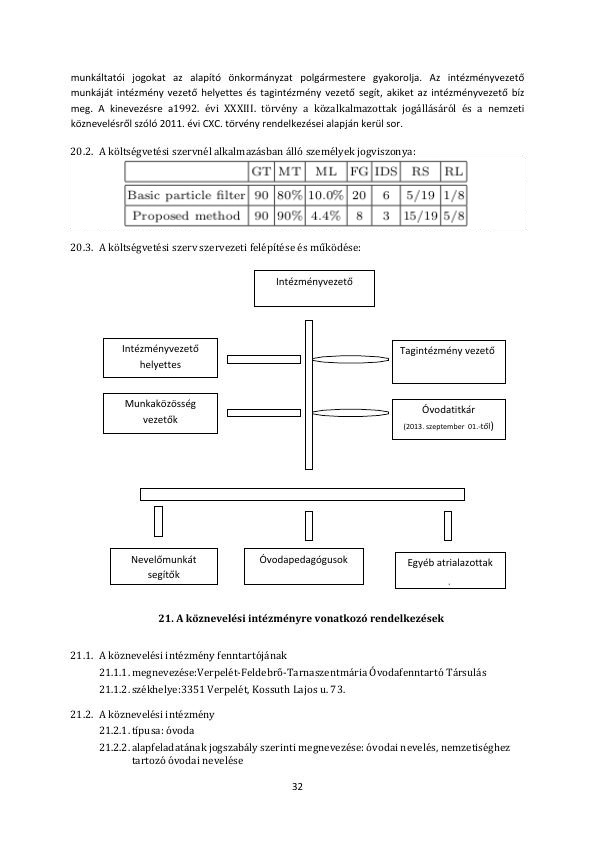 munkáltatói jogokat az alapító önkormányzat polgármestere gyakorolja. Az intézményvezető
munkáját intézmény vezető helyettes és tagintézmény vezető segít, akiket az intézményvezető bíz
meg. A kinevezésre a1992. évi XXXIII. törvény a közalkalmazottak jogállásáról és a nemzeti
köznevelésről szóló 2011. évi CXC. törvény rendelkezései alapján kerül sor.
20.2. A költségvetési szervnél alkalmazásban álló személyek jogviszonya:
GT MT ML FG IDS RS RL
Basic particle filter 90 80% 10.0% 20 6 5/19 1/8
Proposed method 90 90% 4.4% 8 3 15/19 5/8
20.3. A költségvetési szerv szervezeti felépítése és működése:
Intézményvezető
Intézményvezető
helyettes
Tagintézmény vezető
Munkaközösség
vezetők
Óvodatitkár
(2013. szeptember 01.-től)
Nevelőmunkát
segítők
Óvodapedagógusok
Egyéb atrialazottak
.
21. A köznevelési intézményre vonatkozó rendelkezések
21.1. A köznevelési intézmény fenntartójának
21.1.1. megnevezése:Verpelét-Feldebrő-Tarnaszentmária Óvodafenntartó Társulás
21.1.2. székhelye:3351 Verpelét, Kossuth Lajos u. 73.
21.2. A köznevelési intézmény
21.2.1. típusa: óvoda
21.2.2. alapfeladatának jogszabály szerinti megnevezése: óvodai nevelés, nemzetiséghez
tartozó óvodai nevelése
32